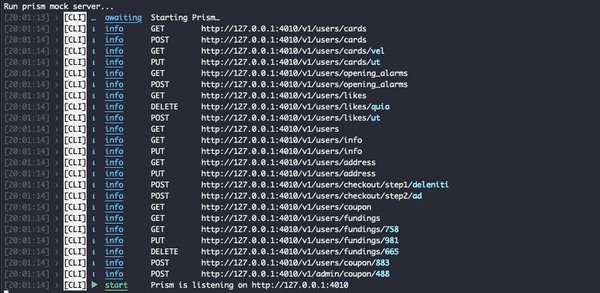 Run prism mock server...
[20:01:13] › [CLI] … awaiting Starting Prism…
[20:01:14] › [CLI] ℹ info GET http://127.0.0.1:4010/v1/users/cards
[20:01:14] › [CLI] ℹ info POST http://127.0.0.1:4010/v1/users/cards
[20:01:14] › [CLI] ℹ info GET http://127.0.0.1:4010/v1/users/cards/vel
[20:01:14] › [CLI] ℹ info PUT http://127.0.0.1:4010/v1/users/cards/ut
[20:01:14] › [CLI] ℹ info GET http://127.0.0.1:4010/v1/users/opening_alarms
[20:01:14] › [CLI] ℹ info POST http://127.0.0.1:4010/v1/users/opening_alarms
[20:01:14] › [CLI] ℹ info GET http://127.0.0.1:4010/v1/users/likes
[20:01:14] › [CLI] ℹ info DELETE http://127.0.0.1:4010/v1/users/likes/quia
[20:01:14] › [CLI] ℹ info POST http://127.0.0.1:4010/v1/users/likes/ut
[20:01:14] › [CLI] ℹ info GET http://127.0.0.1:4010/v1/users
[20:01:14] › [CLI] ℹ info GET http://127.0.0.1:4010/v1/users/info
[20:01:14] › [CLI] ℹ info PUT http://127.0.0.1:4010/v1/users/info
[20:01:14] › [CLI] ℹ info GET http://127.0.0.1:4010/v1/users/address
[20:01:14] › [CLI] ℹ info PUT http://127.0.0.1:4010/v1/users/address
[20:01:14] › [CLI] ℹ info POST http://127.0.0.1:4010/v1/users/checkout/step1/deleniti
[20:01:14] › [CLI] ℹ info POST http://127.0.0.1:4010/v1/users/checkout/step2/ad
[20:01:14] › [CLI] ℹ info GET http://127.0.0.1:4010/v1/users/coupon
[20:01:14] › [CLI] ℹ info GET http://127.0.0.1:4010/v1/users/fundings
[20:01:14] › [CLI] ℹ info GET http://127.0.0.1:4010/v1/users/fundings/758
[20:01:14] › [CLI] ℹ info PUT http://127.0.0.1:4010/v1/users/fundings/981
[20:01:14] › [CLI] ℹ info DELETE http://127.0.0.1:4010/v1/users/fundings/665
[20:01:14] › [CLI] ℹ info POST http://127.0.0.1:4010/v1/users/coupon/883
[20:01:14] › [CLI] ℹ info POST http://127.0.0.1:4010/v1/admin/coupon/488
[20:01:14] › [CLI] ▶ start Prism is listening on http://127.0.0.1:4010